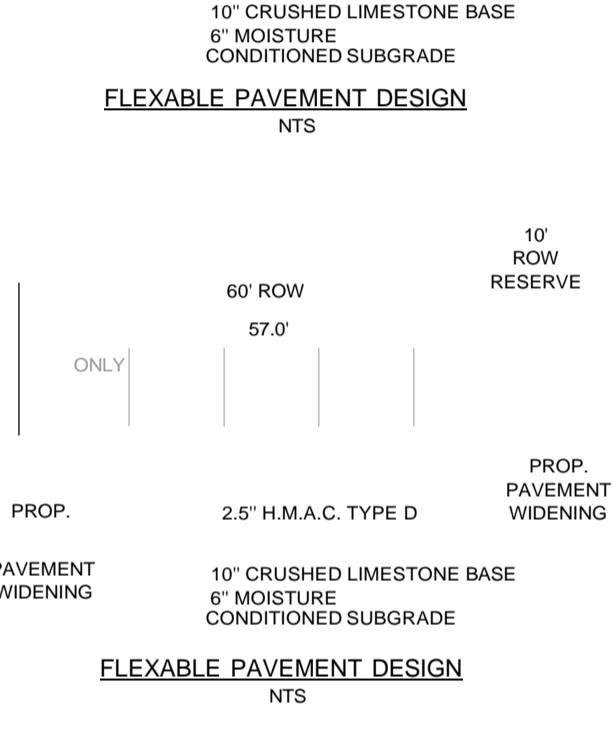 10" CRUSHED LIMESTONE BASE
6" MOISTURE
CONDITIONED SUBGRADE
FLEXABLE PAVEMENT DESIGN
NTS
10'
ROW
RESERVE
60' ROW
57.0'
ONLY
PROP.
PAVEMENT
WIDENING
PROP.
2.5" H.M.A.C. TYPE D
PAVEMENT
WIDENING
10" CRUSHED LIMESTONE BASE
6" MOISTURE
CONDITIONED SUBGRADE
FLEXABLE PAVEMENT DESIGN
NTS